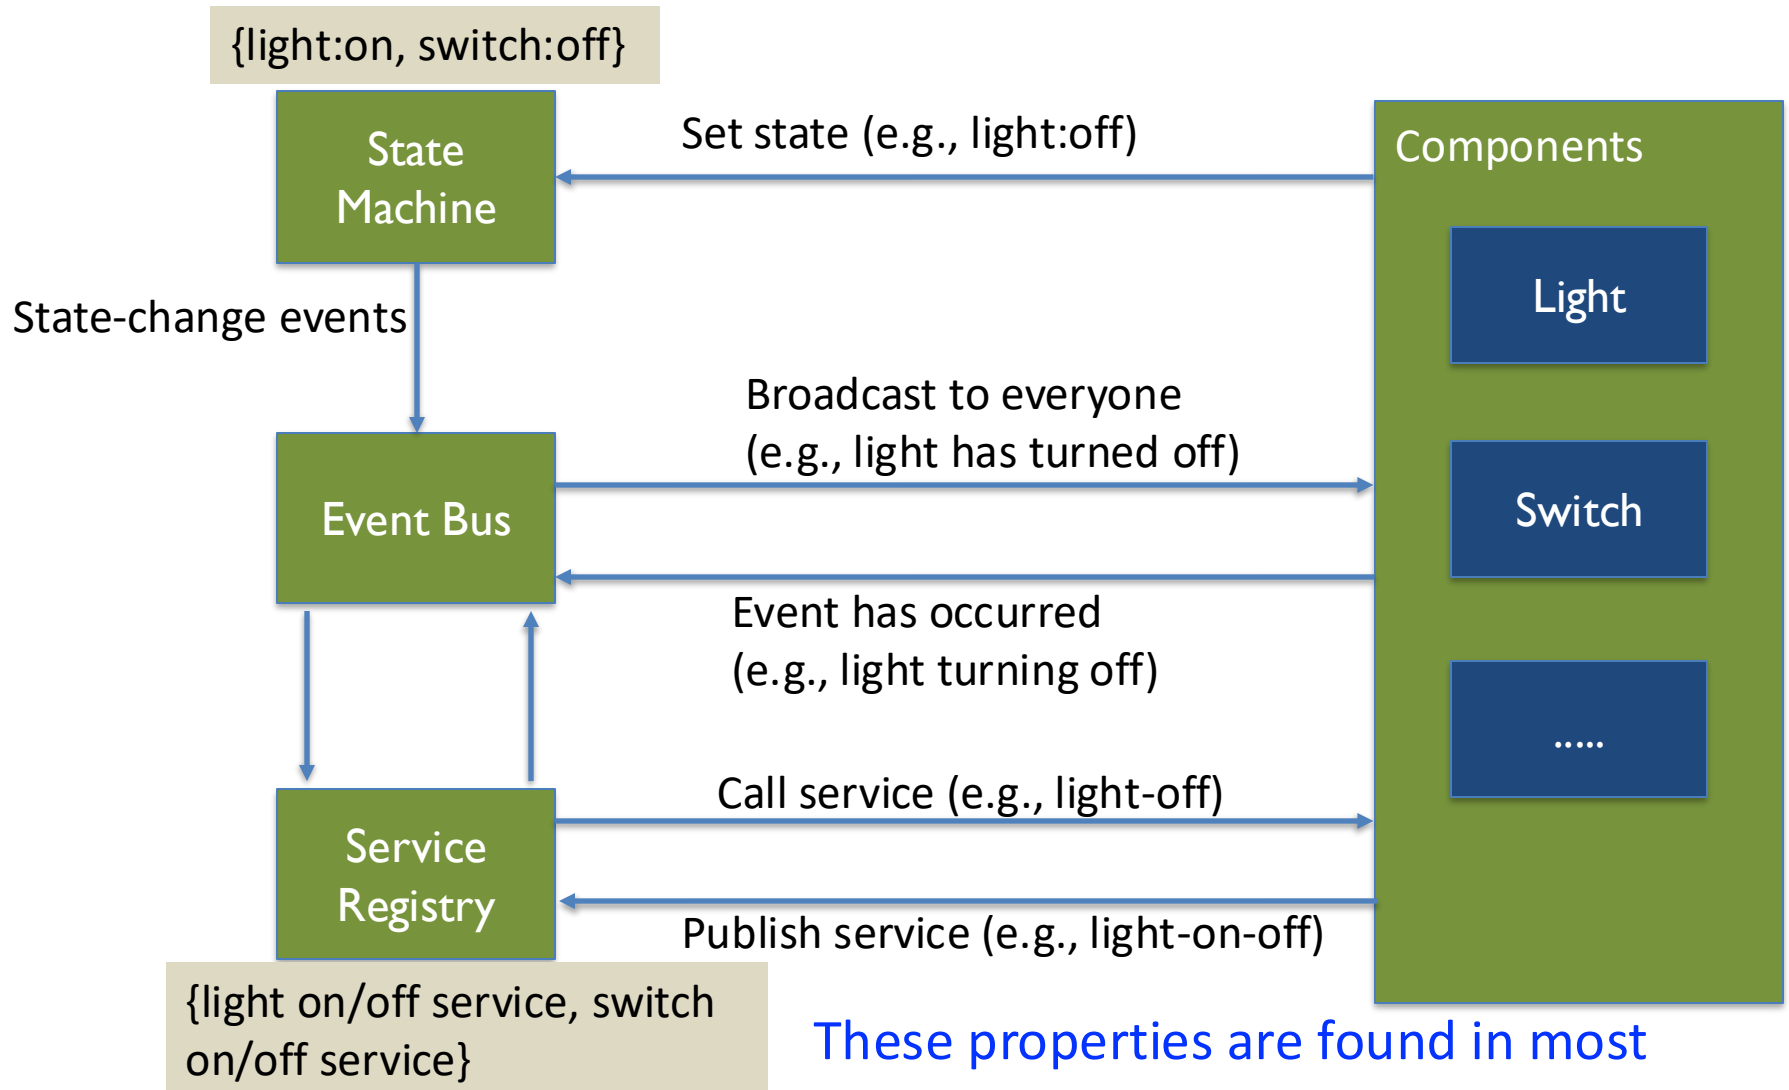 {light:on, switch:off}
State
Machine
Set state (e.g., light:off)
Components
Light
State-change events
Broadcast to everyone
(e.g., light has turned off)
Event Bus
Switch
Event has occurred
(e.g., light turning off)
.....
Call service (e.g., light-off)
Service
Registry
Publish service (e.g., light-on-off)
{light on/off service, switch
on/off service}
These properties are found in most